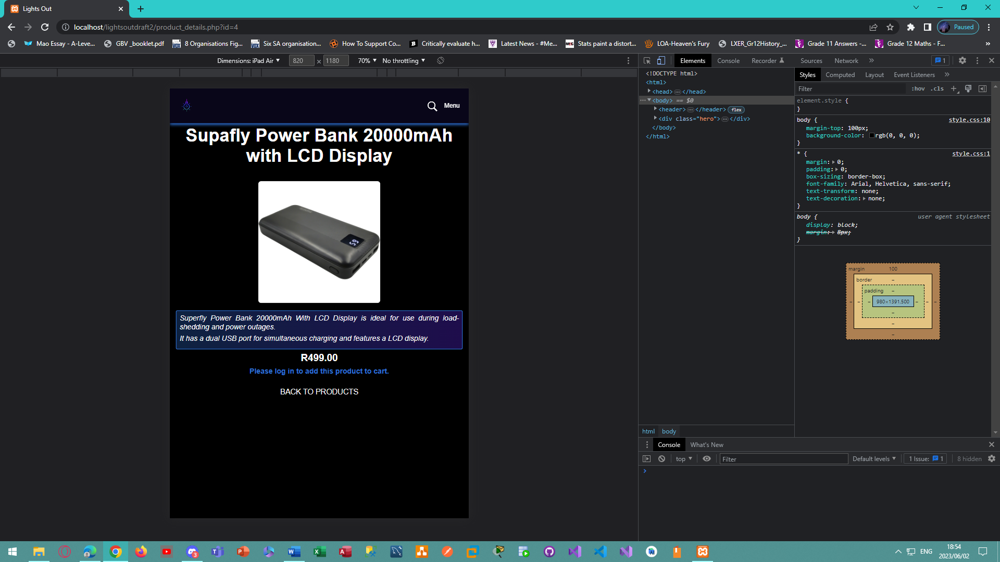 Lights Out
localhost/lightsoutdraft2/product_details.php?id=4
Paused
Mao Essay - A-Leve...
GBV _booklet.pdf
8 Organisations Fig...
Six SA organisation...
How To Support Co...
Critically evaluate h...
Latest News - #Me...
Stats paint a distort...
LOA-Heaven's Fury
LXER_Gr12History_...
Grade 11 Answers -...
Grade 12 Maths - F...
»
Dimensions: iPad Air
820
×
1180
70%
No throttling
Menu
Supafly Power Bank 20000mAh
with LCD Display
59
Superfly Power Bank 20000mAh With LCD Display is ideal for use during load-
shedding and power outages.
It has a dual USB port for simultaneous charging and features a LCD display.
R499.00
Please log in to add this product to cart.
BACK TO PRODUCTS
Elements
Console
Recorder
Sources
Network
»
1
<!DOCTYPE html>
<html>
<head>…</head>
<body> == $0
<header>…</header> flex
<div class="hero">…</div>
</body>
</html>
html
body
Styles
Computed
Layout
Event Listeners
»
Filter
:hov
.cls
element.style {
}
body {
style.css:10
margin-top: 100px;
background-color: rgb(0, 0, 0);
}
* {
style.css:1
margin: 0;
padding: 0;
box-sizing: border-box;
font-family: Arial, Helvetica, sans-serif;
text-transform: none;
text-decoration: none;
}
body {
user agent stylesheet
display: block;
margin: 8px;
}
margin
100
border
–
padding
–
980×1391.500
Console
What's New
top
Filter
Default levels
1 Issue:
1
8 hidden
3
ENG
18:54
2023/06/02